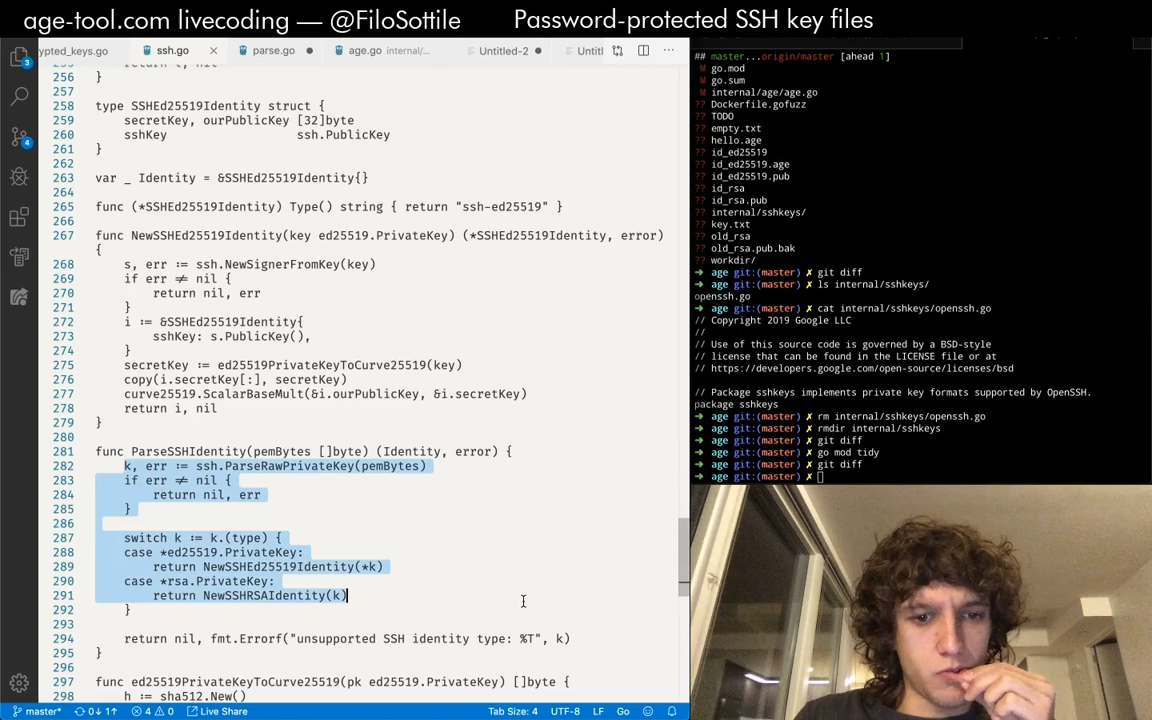 age-tool.com livecoding — @FiloSottile
Password-protected SSH key files
ypted_keys.go
ssh.go
parse.go
age.go internal/...
Untitled-2
Untitl
256 }
257
258 type SSHEd25519Identity struct {
259 secretKey, ourPublicKey [32]byte
260 sshKey ssh.PublicKey
261 }
262
263 var _ Identity = &SSHEd25519Identity{}
264
265 func (*SSHEd25519Identity) Type() string { return "ssh-ed25519" }
266
267 func NewSSHEd25519Identity(key ed25519.PrivateKey) (*SSHEd25519Identity, error)
{
268 s, err := ssh.NewSignerFromKey(key)
269 if err ≠ nil {
270 return nil, err
271 }
272 i := &SSHEd25519Identity{
273 sshKey: s.PublicKey(),
274 }
275 secretKey := ed25519PrivateKeyToCurve25519(key)
276 copy(i.secretKey[:], secretKey)
277 curve25519.ScalarBaseMult(&i.ourPublicKey, &i.secretKey)
278 return i, nil
279 }
280
281 func ParseSSHIdentity(pemBytes []byte) (Identity, error) {
282 k, err := ssh.ParseRawPrivateKey(pemBytes)
283 if err ≠ nil {
284 return nil, err
285 }
286
287 switch k := k.(type) {
288 case *ed25519.PrivateKey:
289 return NewSSHEd25519Identity(*k)
290 case *rsa.PrivateKey:
291 return NewSSHRSAIdentity(k)
292 }
293
294 return nil, fmt.Errorf("unsupported SSH identity type: %T", k)
295 }
296
297 func ed25519PrivateKeyToCurve25519(pk ed25519.PrivateKey) []byte {
298 h := sha512.New()
master* 0↓ 1↑ 4 0 Live Share
Tab Size: 4 UTF-8 LF Go
3
4
## master...origin/master [ahead 1]
M go.mod
M go.sum
M internal/age/age.go
?? Dockerfile.gofuzz
?? TODO
?? empty.txt
?? hello.age
?? id_ed25519
?? id_ed25519.age
?? id_ed25519.pub
?? id_rsa
?? id_rsa.pub
?? internal/sshkeys/
?? key.txt
?? old_rsa
?? old_rsa.pub.bak
?? workdir/
➜ age git:(master) ✗ git diff
➜ age git:(master) ✗ ls internal/sshkeys/
openssh.go
➜ age git:(master) ✗ cat internal/sshkeys/openssh.go
// Copyright 2019 Google LLC
//
// Use of this source code is governed by a BSD-style
// license that can be found in the LICENSE file or at
// https://developers.google.com/open-source/licenses/bsd
// Package sshkeys implements private key formats supported by OpenSSH.
package sshkeys
➜ age git:(master) ✗ rm internal/sshkeys/openssh.go
➜ age git:(master) ✗ rmdir internal/sshkeys
➜ age git:(master) ✗ git diff
➜ age git:(master) ✗ go mod tidy
➜ age git:(master) ✗ git diff
➜ age git:(master) ✗